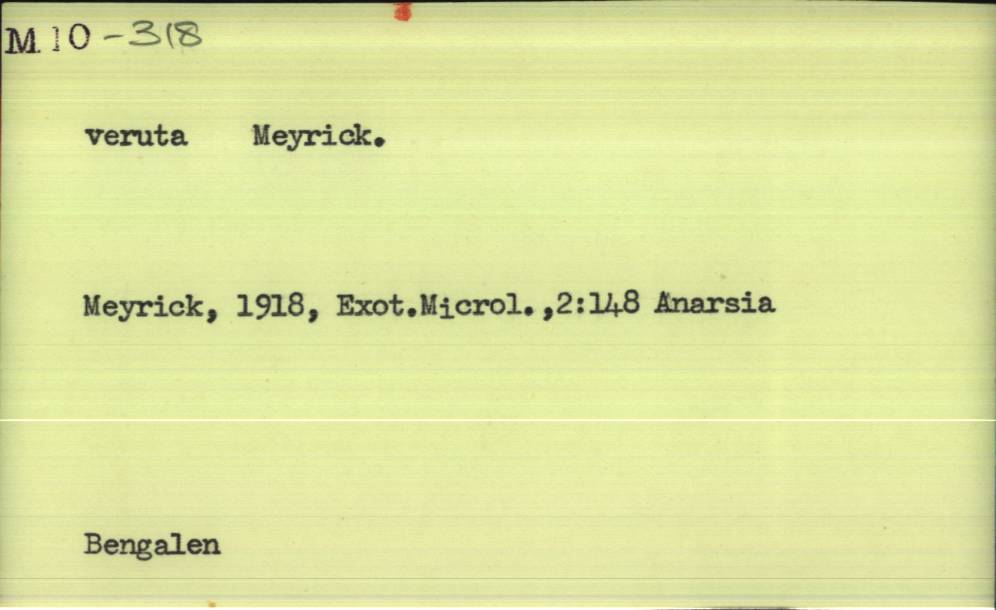 M.10-318
veruta Meyrick.
Meyrick, 1918, Exot.Microl.,2:148 Anarsia
Bengalen